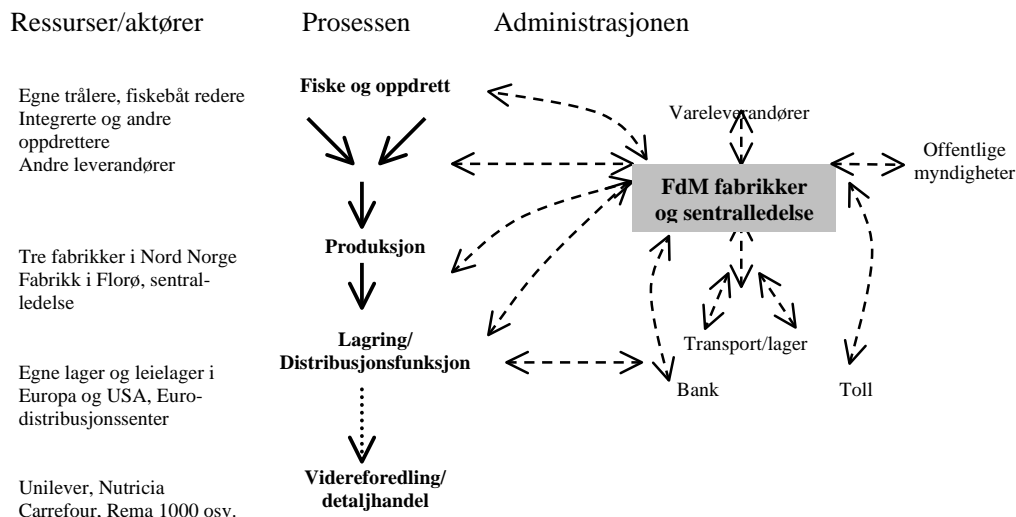 Ressurser/aktører
Prosessen
Administrasjonen
Egne trålere, fiskebåt redere
Integrerte og andre
oppdrettere
Andre leverandører
Fiske og oppdrett
Vareleverandører
Offentlige
myndigheter
FdM fabrikker
og sentralledelse
Tre fabrikker i Nord Norge
Fabrikk i Florø, sentral-
ledelse
Produksjon
Lagring/
Distribusjonsfunksjon
Transport/lager
Bank
Toll
Egne lager og leielager i
Europa og USA, Euro-
distribusjonssenter
Videreforedling/
detaljhandel
Unilever, Nutricia
Carrefour, Rema 1000 osv.